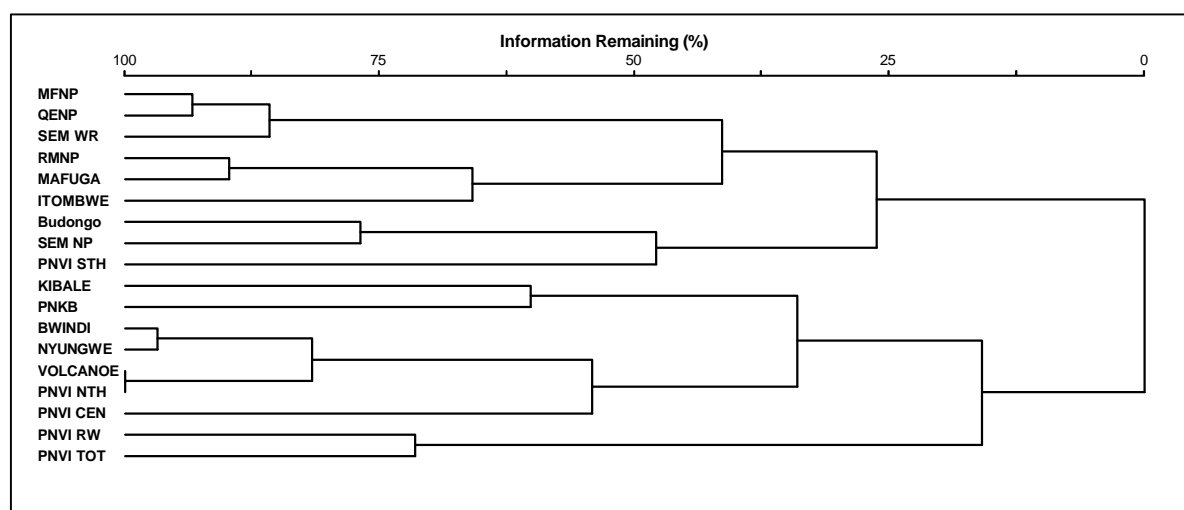 Information Remaining (%)
100 75 50 25 0
MFNP
QENP
SEM WR
RMNP
MAFUGA
ITOMBWE
Budongo
SEM NP
PNVI STH
KIBALE
PNKB
BWINDI
NYUNGWE
VOLCANOE
PNVI NTH
PNVI CEN
PNVI RW
PNVI TOT